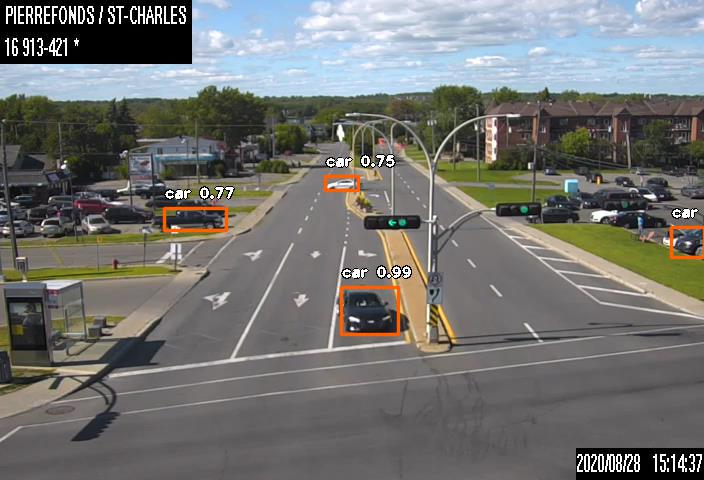 PIERREFONDS / ST-CHARLES
16 913-421 *
car 0.75
car 0.77
car
car 0.99
2020/08/28 15:14:37